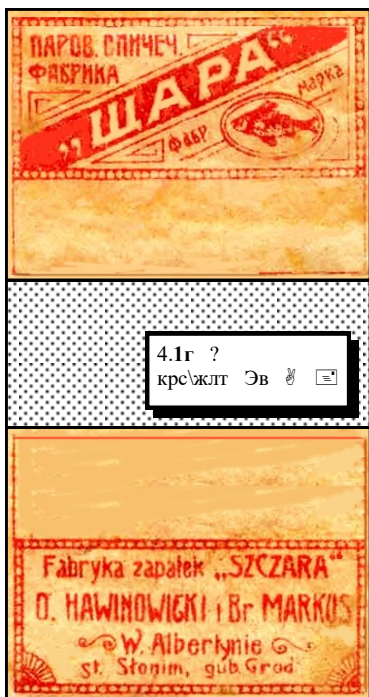 ПАРОВ. СПИЧЕЧ.
ФАБРИКА
„ЩАРА“
фабр марка
4.1г ?
крс\жлт Эв ✌
Fabryka zapałek „SZCZARA“
O. HAWINOWICKI i Br. MARKUS
W. Albertynie
st. Słonim, gub. Grod